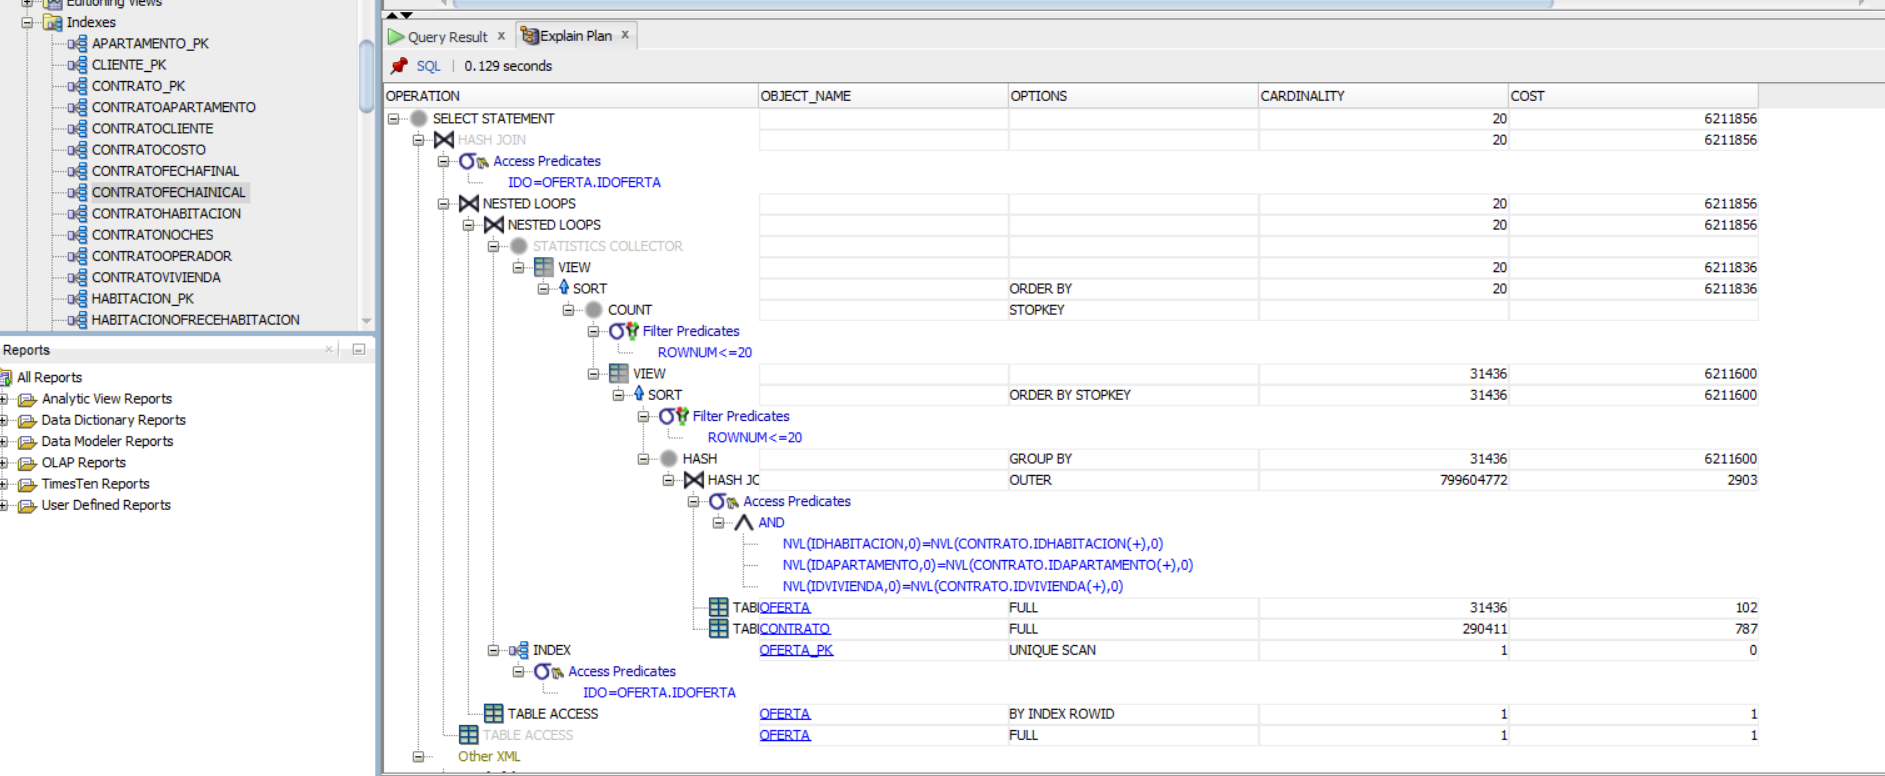 Editioning Views
Indexes
APARTAMENTO_PK
CLIENTE_PK
CONTRATO_PK
CONTRATOAPARTAMENTO
CONTRATOCLIENTE
CONTRATOCOSTO
CONTRATOFECHAFINAL
CONTRATOFECHAINICAL
CONTRATOHABITACION
CONTRATONOCHES
CONTRATOOPERADOR
CONTRATOVIVIENDA
HABITACION_PK
HABITACIONOFRECEHABITACION
Reports
All Reports
Analytic View Reports
Data Dictionary Reports
Data Modeler Reports
OLAP Reports
TimesTen Reports
User Defined Reports
Query Result x Explain Plan x
SQL | 0.129 seconds
OPERATION OBJECT_NAME OPTIONS CARDINALITY COST
SELECT STATEMENT 20 6211856
HASH JOIN 20 6211856
Access Predicates
IDO=OFERTA.IDOFERTA
NESTED LOOPS 20 6211856
NESTED LOOPS 20 6211856
STATISTICS COLLECTOR
VIEW 20 6211836
SORT ORDER BY 20 6211836
COUNT STOPKEY
Filter Predicates
ROWNUM<=20
VIEW 31436 6211600
SORT ORDER BY STOPKEY 31436 6211600
Filter Predicates
ROWNUM<=20
HASH GROUP BY 31436 6211600
HASH JC OUTER 799604772 2903
Access Predicates
AND
NVL(IDHABITACION,0)=NVL(CONTRATO.IDHABITACION(+),0)
NVL(IDAPARTAMENTO,0)=NVL(CONTRATO.IDAPARTAMENTO(+),0)
NVL(IDVIVIENDA,0)=NVL(CONTRATO.IDVIVIENDA(+),0)
TABI OFERTA FULL 31436 102
TABI CONTRATO FULL 290411 787
INDEX OFERTA_PK UNIQUE SCAN 1 0
Access Predicates
IDO=OFERTA.IDOFERTA
TABLE ACCESS OFERTA BY INDEX ROWID 1 1
TABLE ACCESS OFERTA FULL 1 1
Other XML